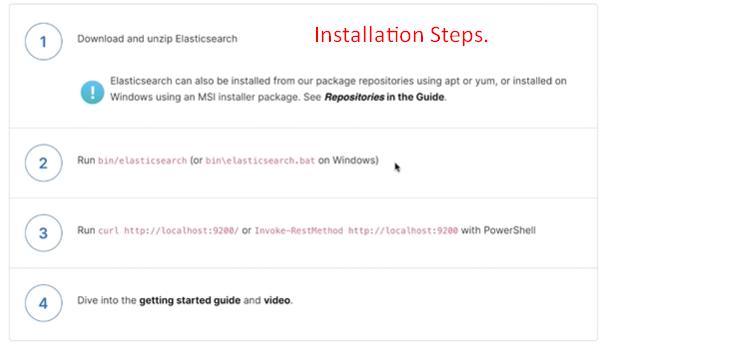 Installation Steps.
1 Download and unzip Elasticsearch
! Elasticsearch can also be installed from our package repositories using apt or yum, or installed on
Windows using an MSI installer package. See Repositories in the Guide.
2 Run bin/elasticsearch (or bin\elasticsearch.bat on Windows)
3 Run curl http://localhost:9200/ or Invoke-RestMethod http://localhost:9200 with PowerShell
4 Dive into the getting started guide and video.